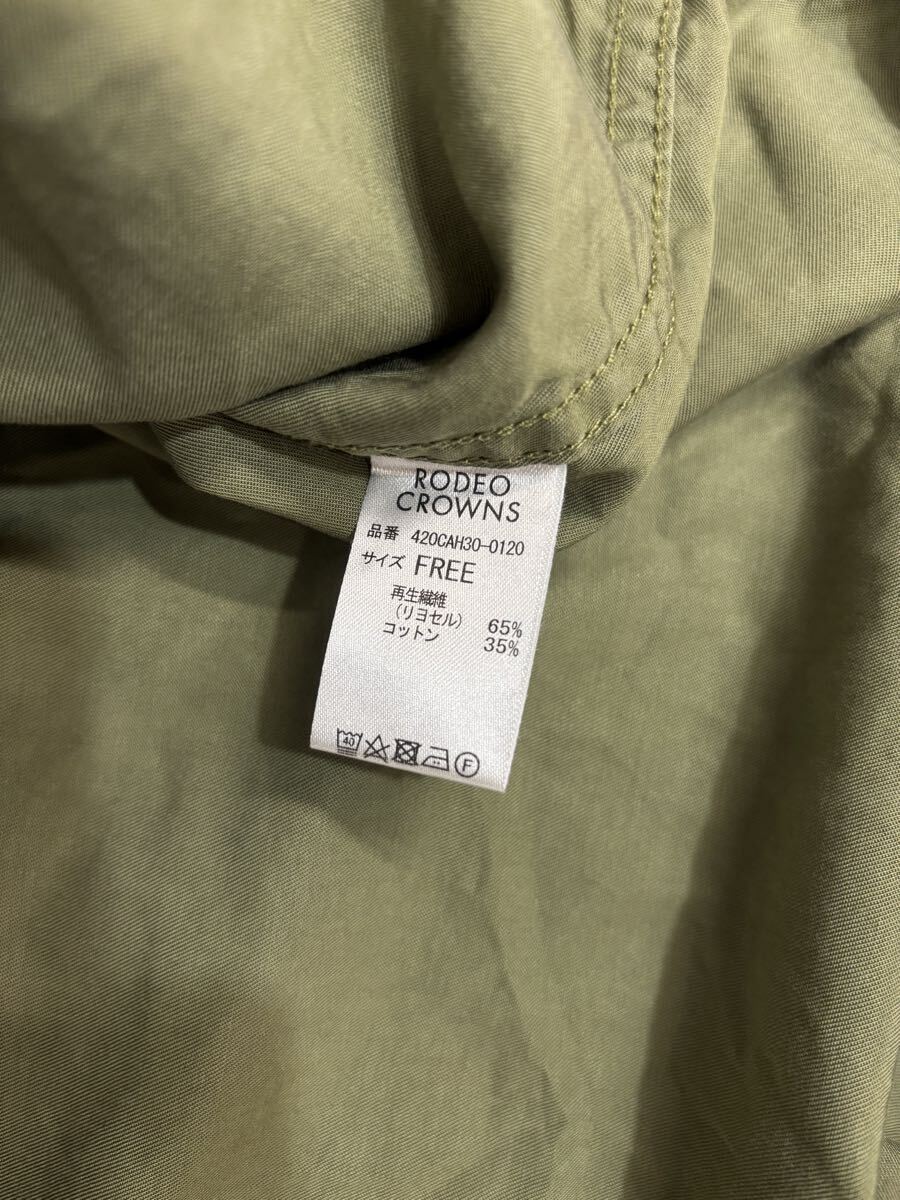 RODEO
CROWNS
品番 420CAH30-0120
サイズ FREE
再生繊維
(リヨセル) 65%
コットン 35%
40
F